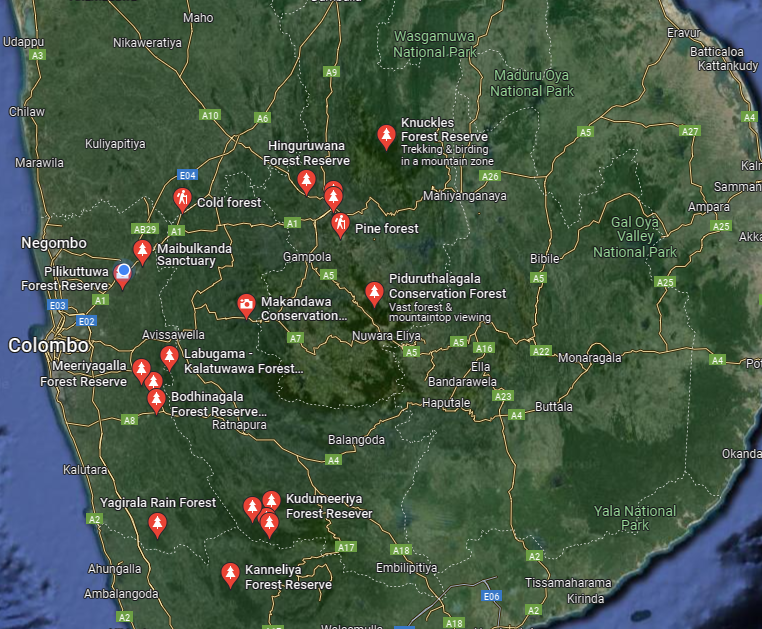 Maho
Udappu
Nikaweratiya
A3
A9
Wasgamuwa
National Park
Eravur
Batticaloa
Kattankudy
Maduru Oya
National Park
Chilaw
A10
A6
A4
Knuckles
Forest Reserve
Trekking & birding
in a mountain zone
A5
A27
Kuliyapitiya
Hinguruwana
Forest Reserve
Marawila
E04
A26
Mahiyanganaya
Cold forest
Ampara
AB29
A1
A1
Pine forest
Gal Oya
Valley
National Park
A25
Negombo
Maibulkanda
Sanctuary
Gampola
Bibile
Pilikuttuwa
Forest Reserve
A5
A5
A25
Piduruthalagala
Conservation Forest
Vast forest &
mountaintop viewing
E03
A1
Makandawa
Conservation...
E02
Colombo
Avissawella
A7
Nuwara Eliya
A5
A5
A16
A22
Monaragala
A4
Labugama -
Kalatuwawa Forest...
Meeriyagalla
Forest Reserve
Ella
Bandarawela
Bodhinagala
Forest Reserve...
Haputale
A23
A4
Buttala
A8
Ratnapura
Balangoda
A4
Kalutara
Yagirala Rain Forest
Kudumeeriya
Forest Resever
Yala National
Park
A2
A17
A18
A2
Ahungalla
Kanneliya
Forest Reserve
Embilipitiya
Tissamaharama
Ambalangoda
E06
Kirinda
A2
A2
A18